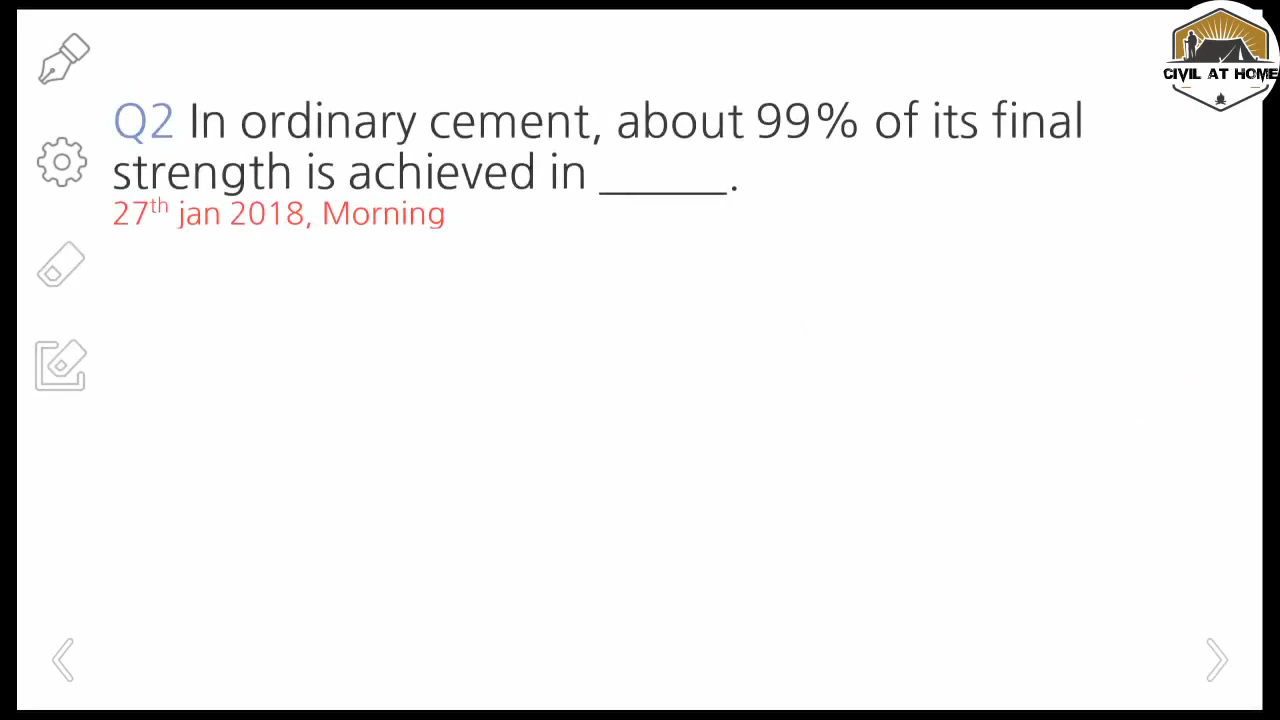 CIVIL AT HOME
Q2 In ordinary cement, about 99% of its final
strength is achieved in ______.
27th jan 2018, Morning